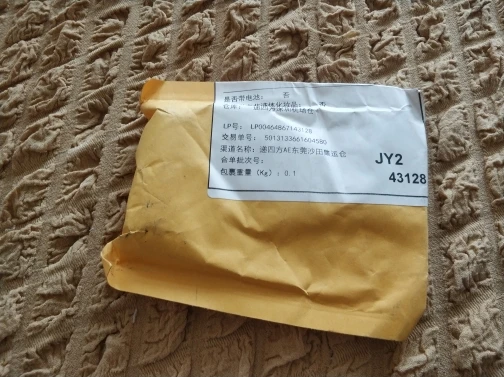 是否带电池： 否
LP号： LP00464867143128
交易单号： 5013133661604580
渠道名称：递四方AE东莞沙田集运仓
合单批次号：
包裹重量（Kg）：0.1
JY2
43128